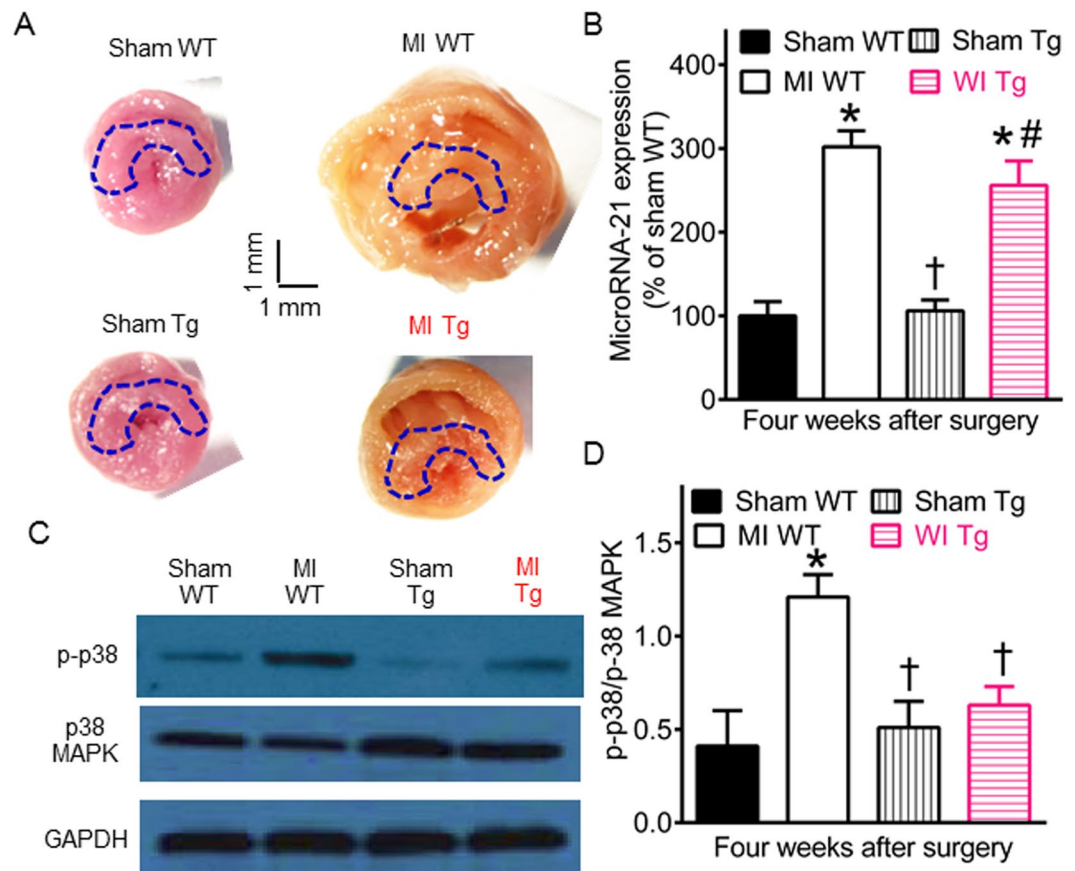 A
Sham WT
MI WT
1 mm
1 mm
Sham Tg
MI Tg
B
Sham WT
Sham Tg
MI WT
WI Tg
MicroRNA-21 expression
(% of sham WT)
400
300
200
100
0
*
†
*#
Four weeks after surgery
C
Sham
WT
MI
WT
Sham
Tg
MI
Tg
p-p38
p38
MAPK
GAPDH
D
Sham WT
Sham Tg
MI WT
WI Tg
p-p38/p-38 MAPK
1.5
1.0
0.5
0.0
*
†
†
Four weeks after surgery